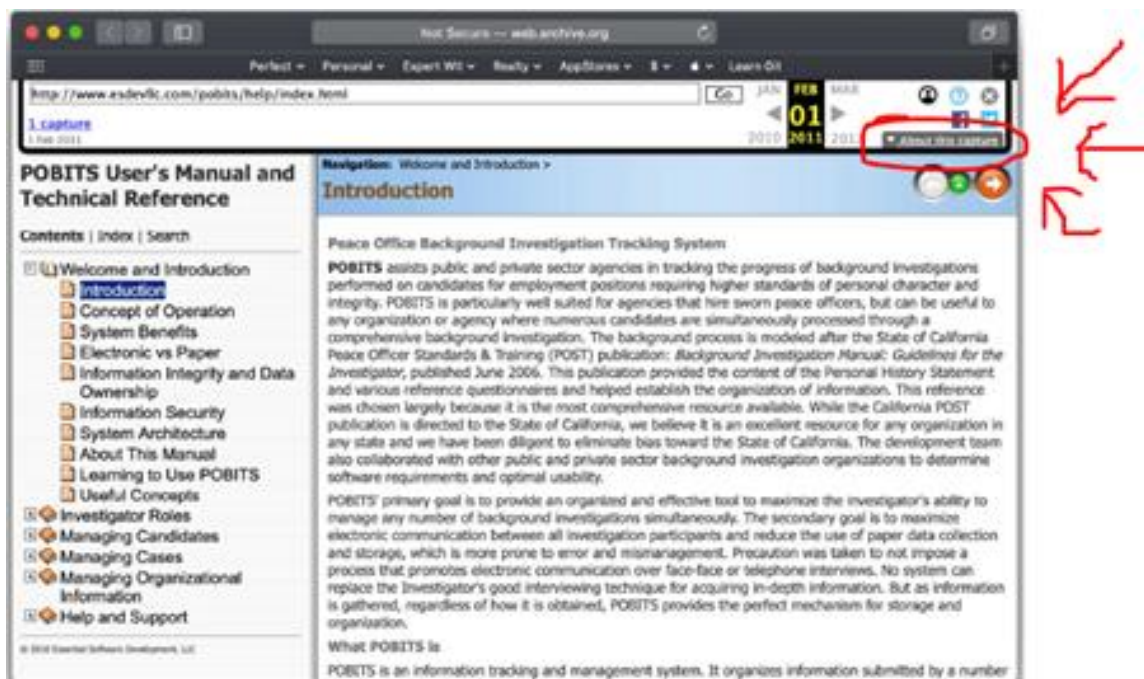 Not Secure — web.archive.org
Perfect Personal Expert Wit Realty AppStores $ Learn Git
http://www.esdevllc.com/pobits/help/index.html Go JAN FEB MAR
1 capture 01
1 Feb 2011 2010 2011
About this capture
POBITS User's Manual and
Technical Reference
Contents | Index | Search
Welcome and Introduction
Introduction
Concept of Operation
System Benefits
Electronic vs Paper
Information Integrity and Data
Ownership
Information Security
System Architecture
About This Manual
Learning to Use POBITS
Useful Concepts
Investigator Roles
Managing Candidates
Managing Cases
Managing Organizational
Information
Help and Support
© 2010 Essential Software Development, LLC
Navigation: Welcome and Introduction >
Introduction
Peace Office Background Investigation Tracking System
POBITS assists public and private sector agencies in tracking the progress of background investigations
performed on candidates for employment positions requiring higher standards of personal character and
integrity. POBITS is particularly well suited for agencies that hire sworn peace officers, but can be useful to
any organization or agency where numerous candidates are simultaneously processed through a
comprehensive background investigation. The background process is modeled after the State of California
Peace Officer Standards & Training (POST) publication: Background Investigation Manual: Guidelines for the
Investigator, published June 2006. This publication provided the content of the Personal History Statement
and various reference questionnaires and helped establish the organization of information. This reference
was chosen largely because it is the most comprehensive resource available. While the California POST
publication is directed to the State of California, we believe it is an excellent resource for any organization in
any state and we have been diligent to eliminate bias toward the State of California. The development team
also collaborated with other public and private sector background investigation organizations to determine
software requirements and optimal usability.
POBITS' primary goal is to provide an organized and effective tool to maximize the investigator's ability to
manage any number of background investigations simultaneously. The secondary goal is to maximize
electronic communication between all investigation participants and reduce the use of paper data collection
and storage, which is more prone to error and mismanagement. Precaution was taken to not impose a
process that promotes electronic communication over face-face or telephone interviews. No system can
replace the Investigator's good interviewing technique for acquiring in-depth information. But as information
is gathered, regardless of how it is obtained, POBITS provides the perfect mechanism for storage and
organization.
What POBITS is
POBITS is an information tracking and management system. It organizes information submitted by a number